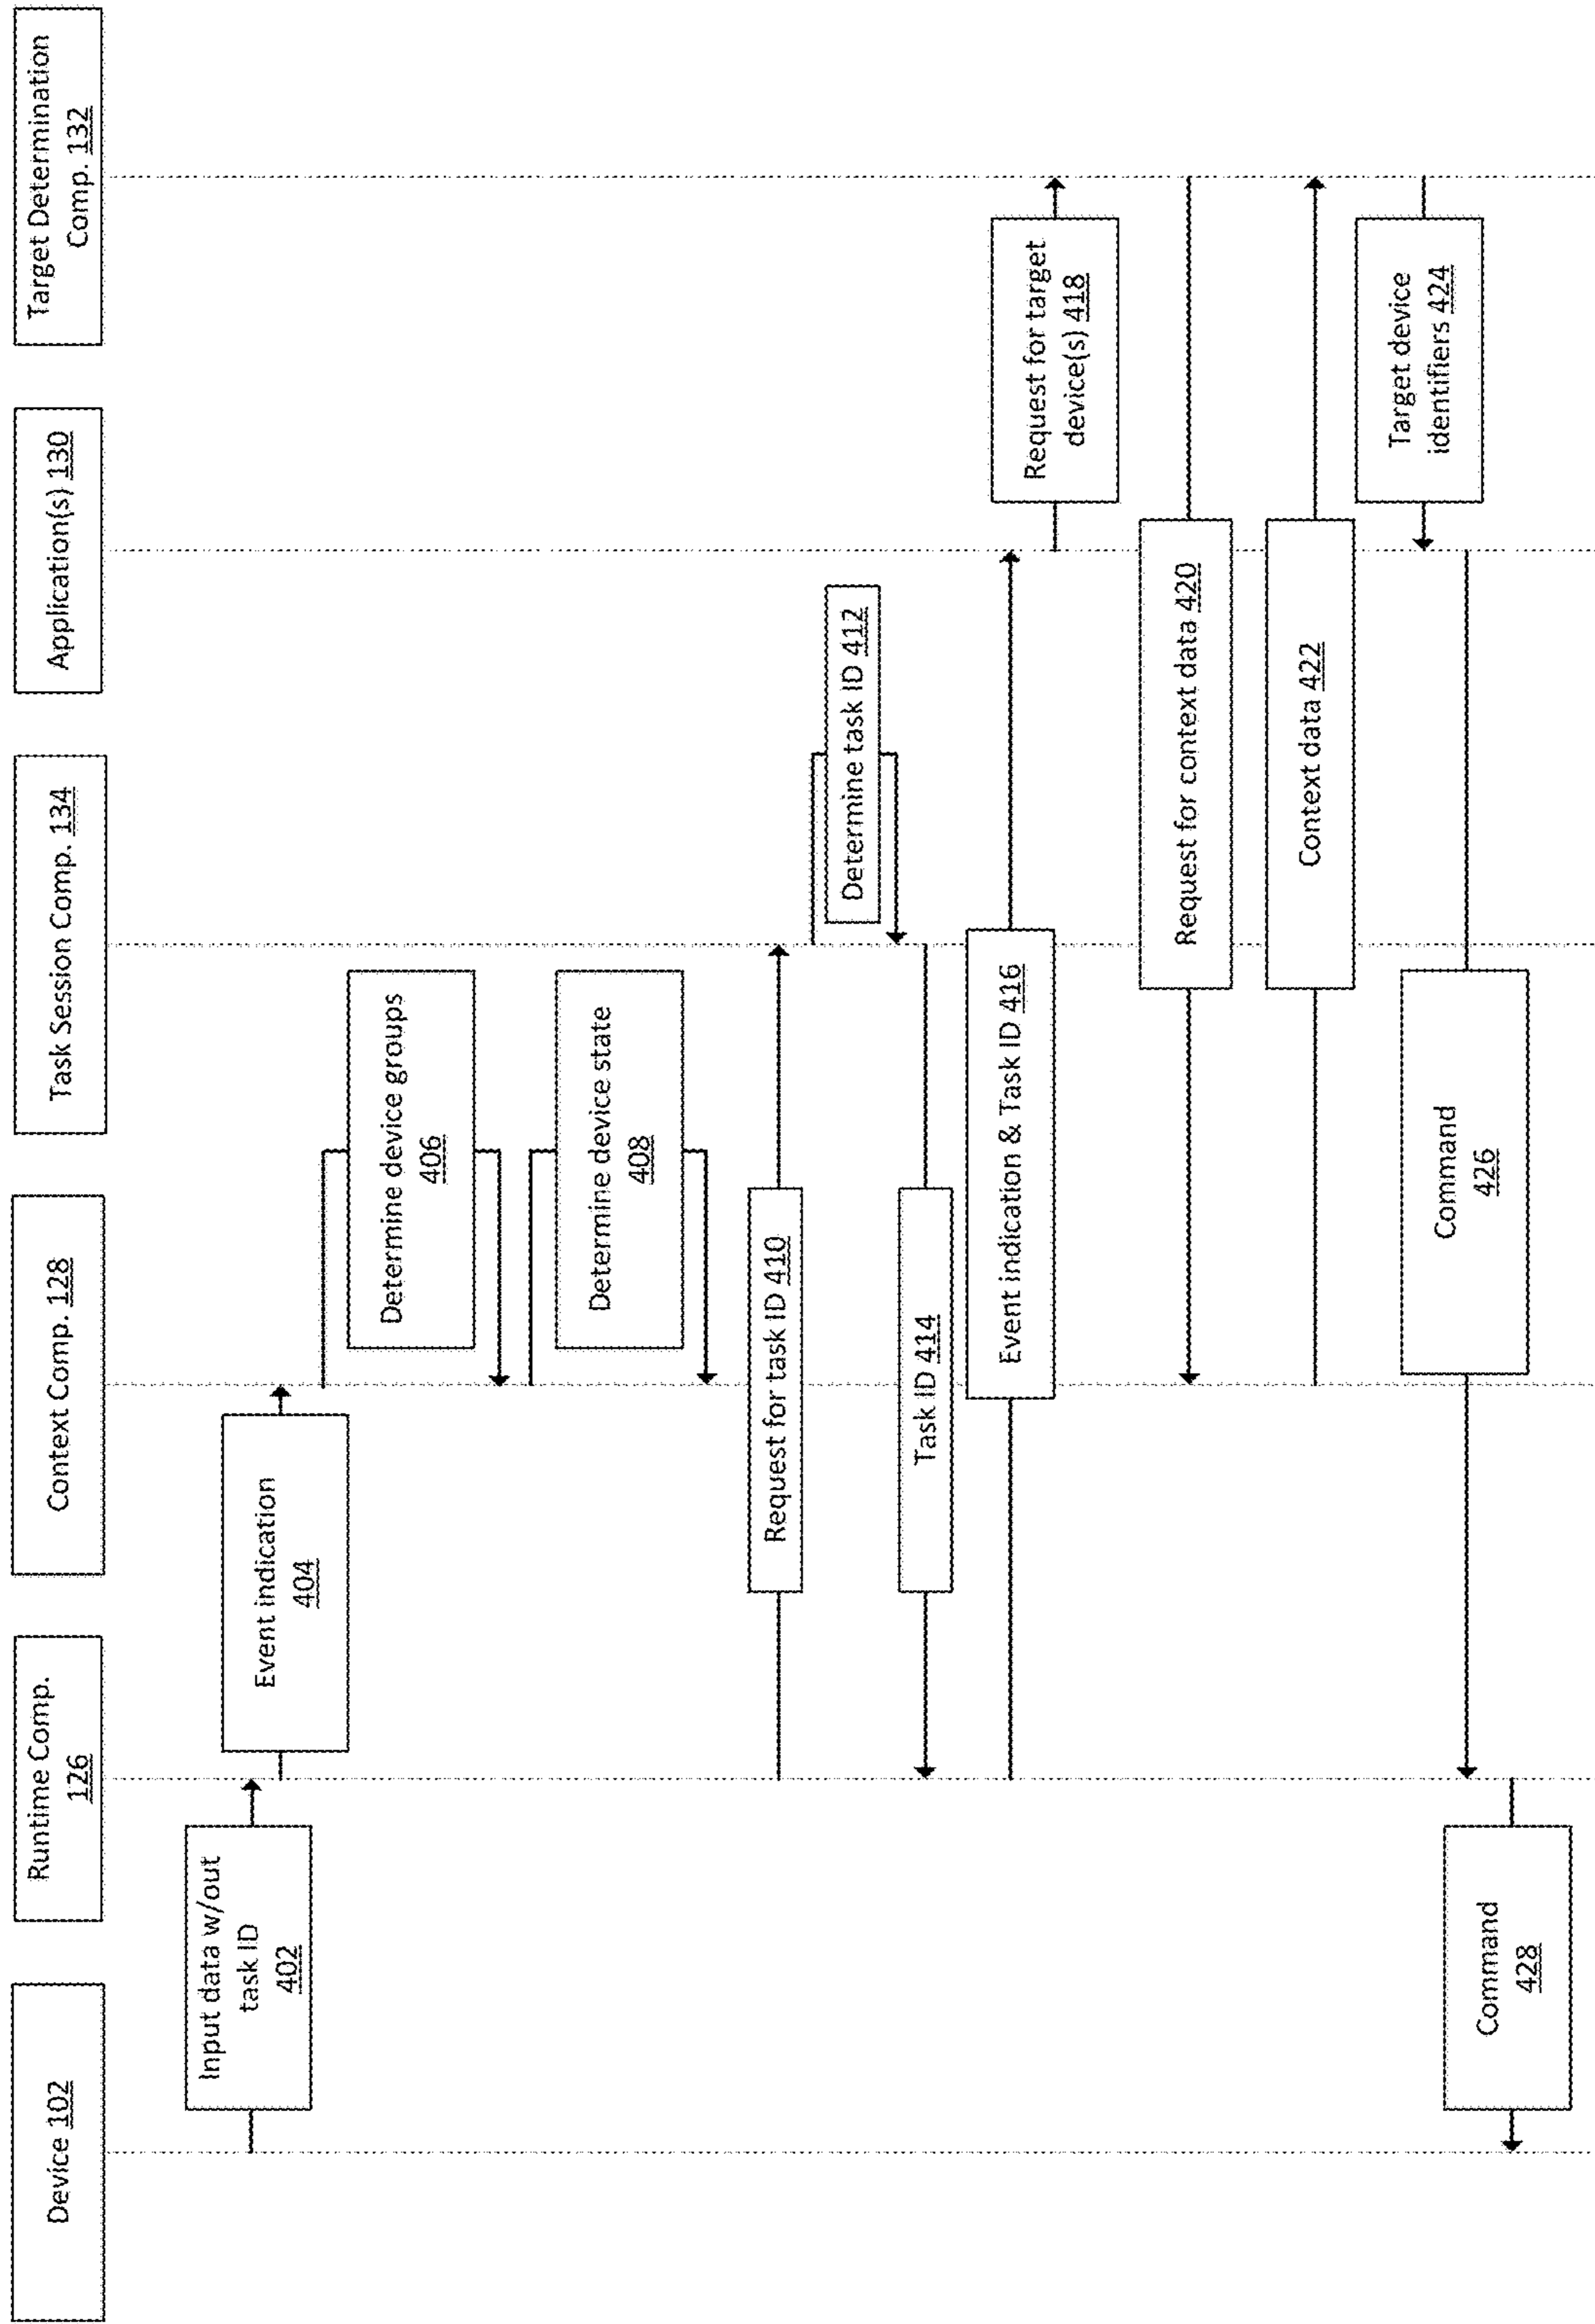 Device 102
Runtime Comp.
126
Context Comp. 128
Task Session Comp. 134
Application(s) 130
Target Determination
Comp. 132
Input data w/out
task ID
402
Event indication
404
Determine device groups
406
Determine device state
408
Request for task ID 410
Determine task ID 412
Task ID 414
Event indication & Task ID 416
Request for target
device(s) 418
Request for context data 420
Context data 422
Target device
identifiers 424
Command
426
Command
428